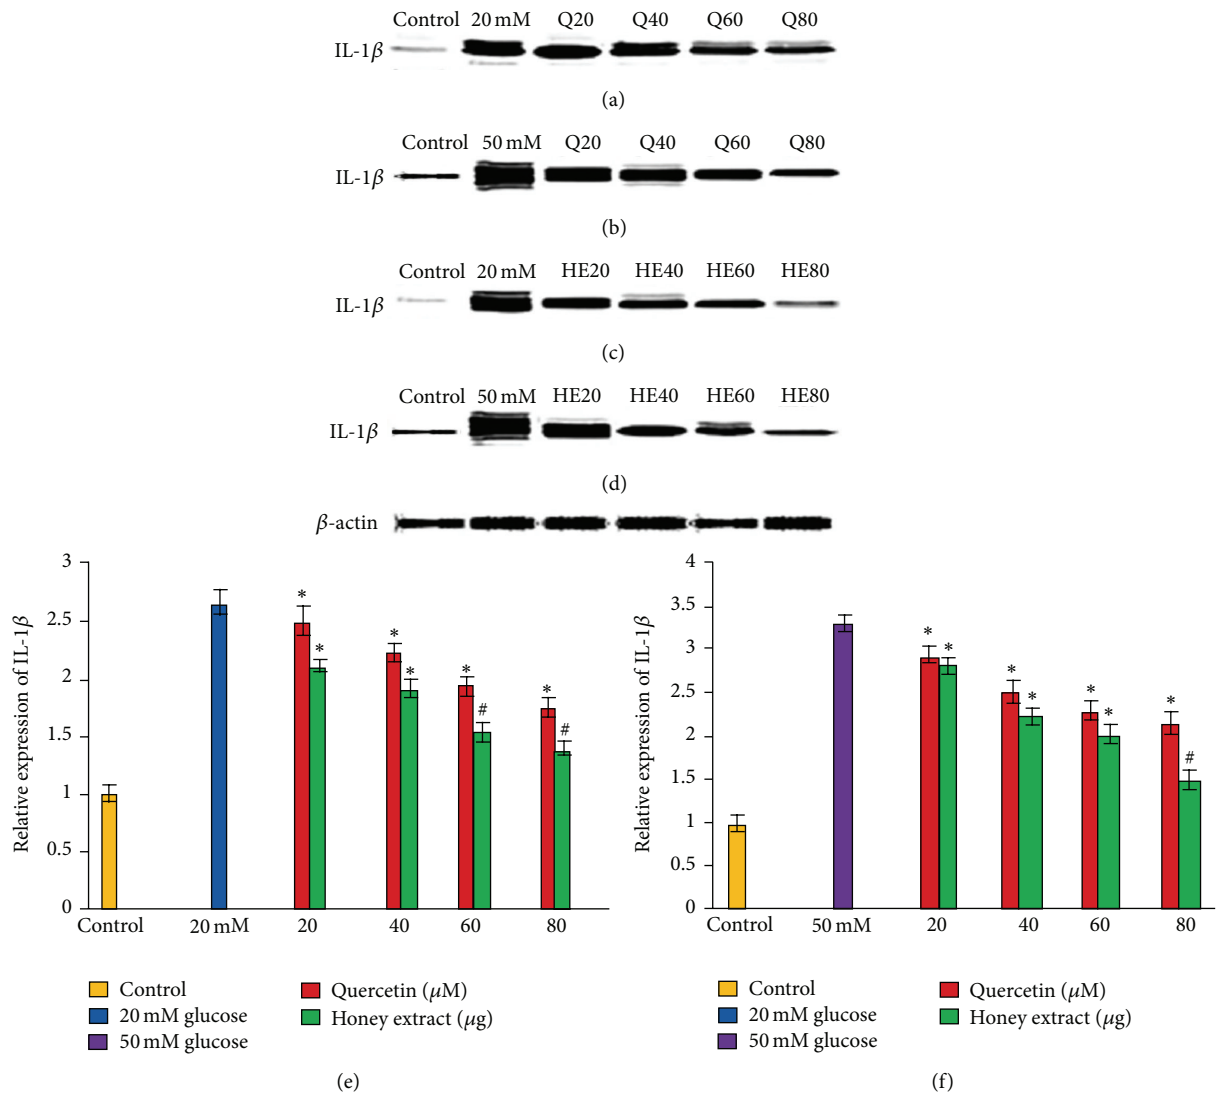 Control 20 mM Q20 Q40 Q60 Q80
IL-1β
(a)
Control 50 mM Q20 Q40 Q60 Q80
IL-1β
(b)
Control 20 mM HE20 HE40 HE60 HE80
IL-1β
(c)
Control 50 mM HE20 HE40 HE60 HE80
IL-1β
(d)
β-actin
Relative expression of IL-1β
3
2.5
2
1.5
1
0.5
0
* * * * * # * #
Control 20 mM 20 40 60 80
Control
20 mM glucose
50 mM glucose
Quercetin (μM)
Honey extract (μg)
(e)
Relative expression of IL-1β
4
3.5
3
2.5
2
1.5
1
0.5
0
* * * * * * * #
Control 50 mM 20 40 60 80
Control
20 mM glucose
50 mM glucose
Quercetin (μM)
Honey extract (μg)
(f)